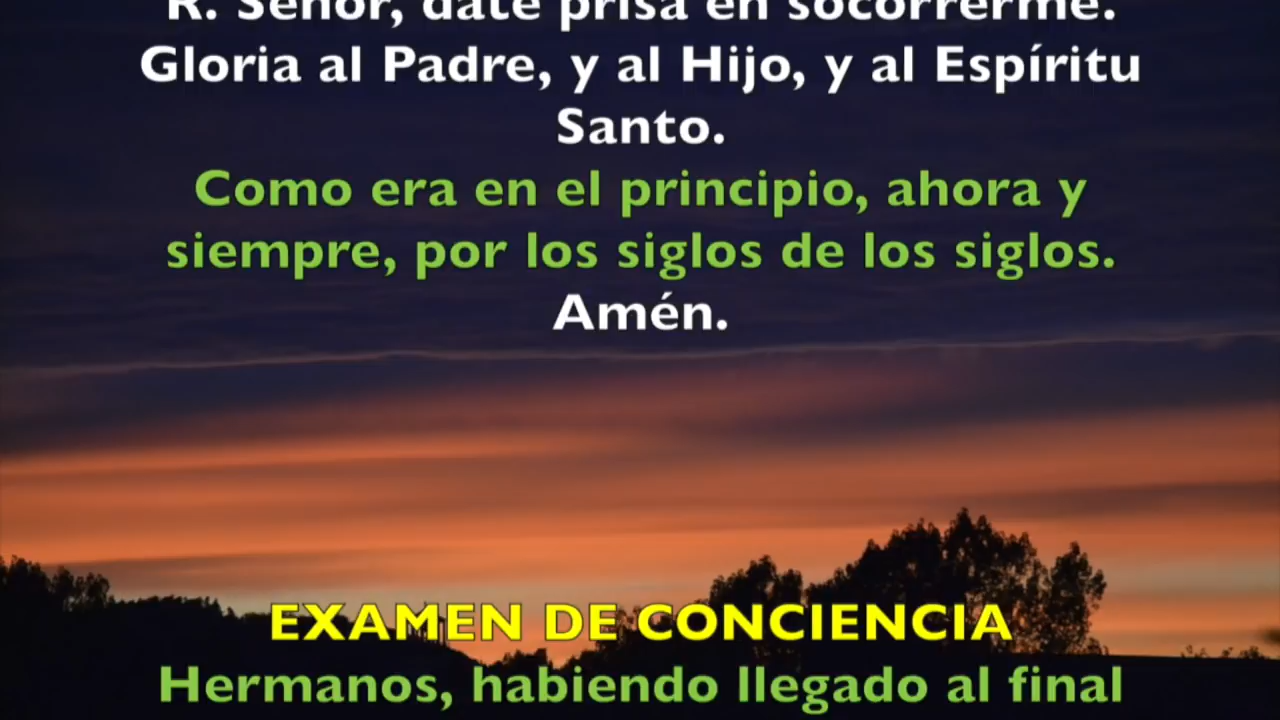 R. Señor, date prisa en socorrerme.
Gloria al Padre, y al Hijo, y al Espíritu
Santo.
Como era en el principio, ahora y
siempre, por los siglos de los siglos.
Amén.
EXAMEN DE CONCIENCIA
Hermanos, habiendo llegado al final